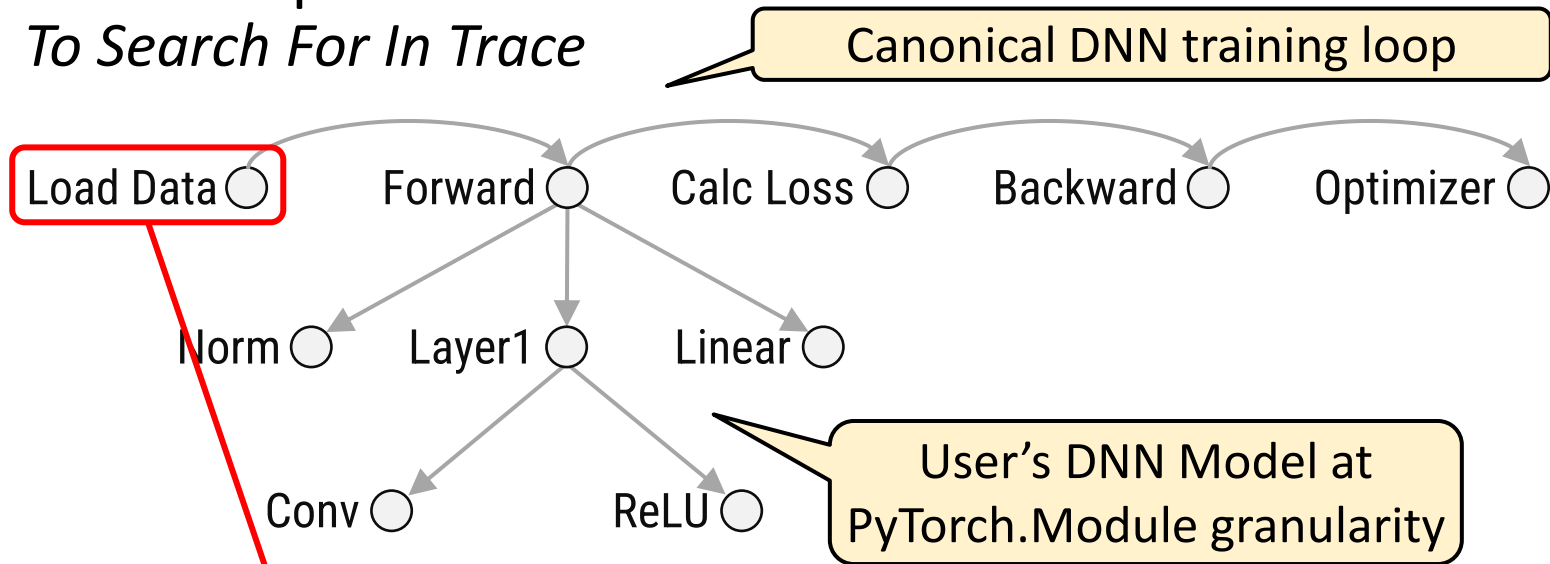 To Search For In Trace
Canonical DNN training loop
Load Data
Forward
Calc Loss
Backward
Optimizer
Norm
Layer1
Linear
Conv
ReLU
User’s DNN Model at
PyTorch.Module granularity